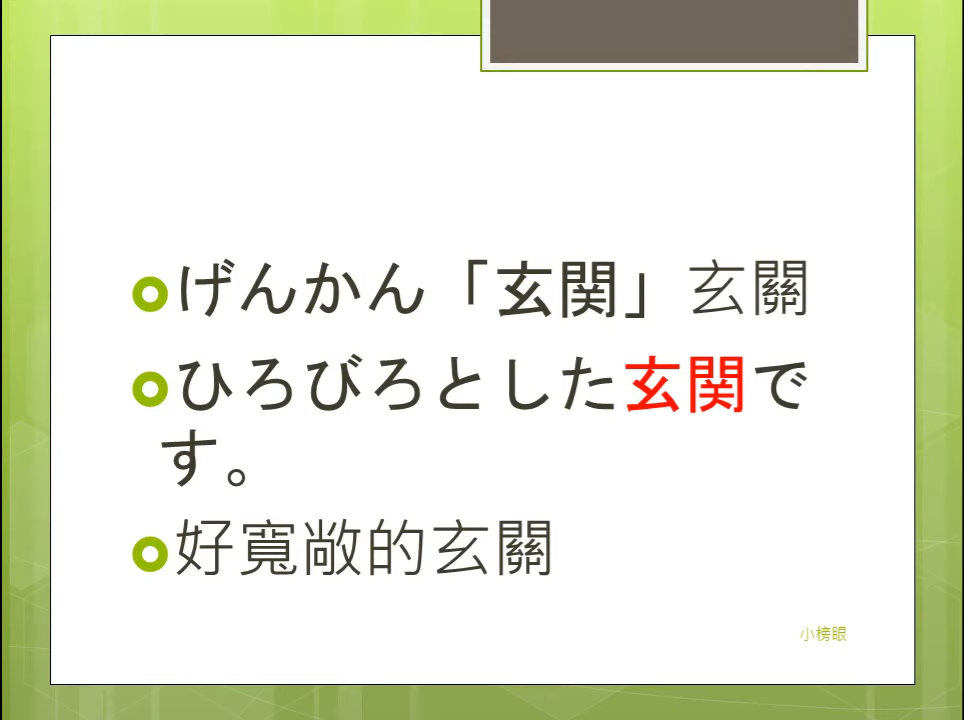 げんかん「玄関」玄關
ひろびろとした玄関で
す。
好寬敞的玄關
小榜眼